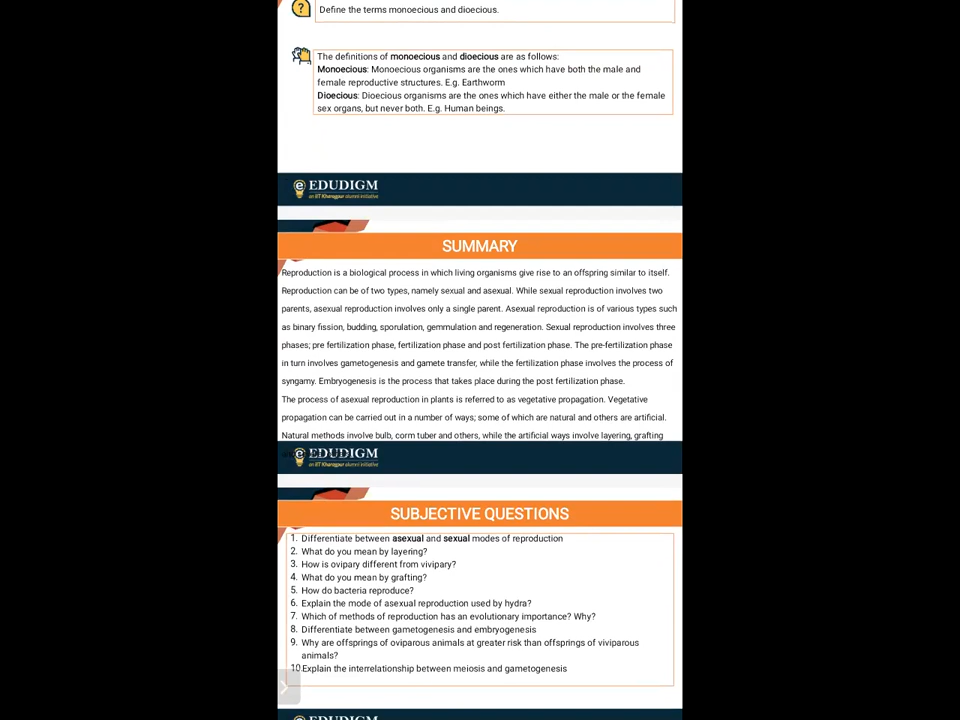 Define the terms monoecious and dioecious.
The definitions of monoecious and dioecious are as follows:
Monoecious: Monoecious organisms are the ones which have both the male and
female reproductive structures. E.g. Earthworm
Dioecious: Dioecious organisms are the ones which have either the male or the female
sex organs, but never both. E.g. Human beings.
EDUDIGM
an IIT Kharagpur alumni initiative
SUMMARY
Reproduction is a biological process in which living organisms give rise to an offspring similar to itself.
Reproduction can be of two types, namely sexual and asexual. While sexual reproduction involves two
parents, asexual reproduction involves only a single parent. Asexual reproduction is of various types such
as binary fission, budding, sporulation, gemmulation and regeneration. Sexual reproduction involves three
phases; pre fertilization phase, fertilization phase and post fertilization phase. The pre-fertilization phase
in turn involves gametogenesis and gamete transfer, while the fertilization phase involves the process of
syngamy. Embryogenesis is the process that takes place during the post fertilization phase.
The process of asexual reproduction in plants is referred to as vegetative propagation. Vegetative
propagation can be carried out in a number of ways; some of which are natural and others are artificial.
Natural methods involve bulb, corm tuber and others, while the artificial ways involve layering, grafting
EDUDIGM
an IIT Kharagpur alumni initiative
SUBJECTIVE QUESTIONS
1. Differentiate between asexual and sexual modes of reproduction
2. What do you mean by layering?
3. How is ovipary different from vivipary?
4. What do you mean by grafting?
5. How do bacteria reproduce?
6. Explain the mode of asexual reproduction used by hydra?
7. Which of methods of reproduction has an evolutionary importance? Why?
8. Differentiate between gametogenesis and embryogenesis
9. Why are offsprings of oviparous animals at greater risk than offsprings of viviparous
animals?
10. Explain the interrelationship between meiosis and gametogenesis
EDUDIGM